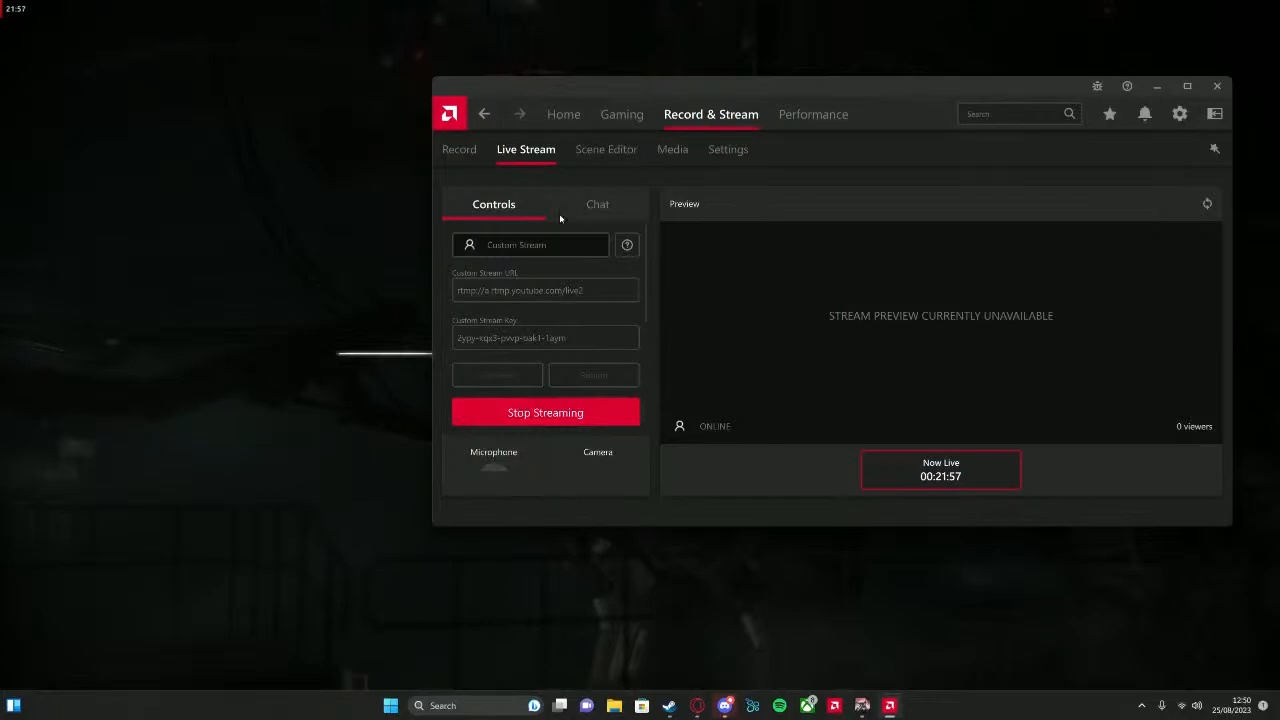 21:57
Home
Gaming
Record & Stream
Performance
Search
Record
Live Stream
Scene Editor
Media
Settings
Controls
Chat
Preview
Custom Stream
Custom Stream URL
rtmp://a.rtmp.youtube.com/live2
STREAM PREVIEW CURRENTLY UNAVAILABLE
Custom Stream Key
Stream
Stop Streaming
ONLINE
0 viewers
Microphone
Camera
Now Live
00:21:57
Search
12:50
25/08/2023